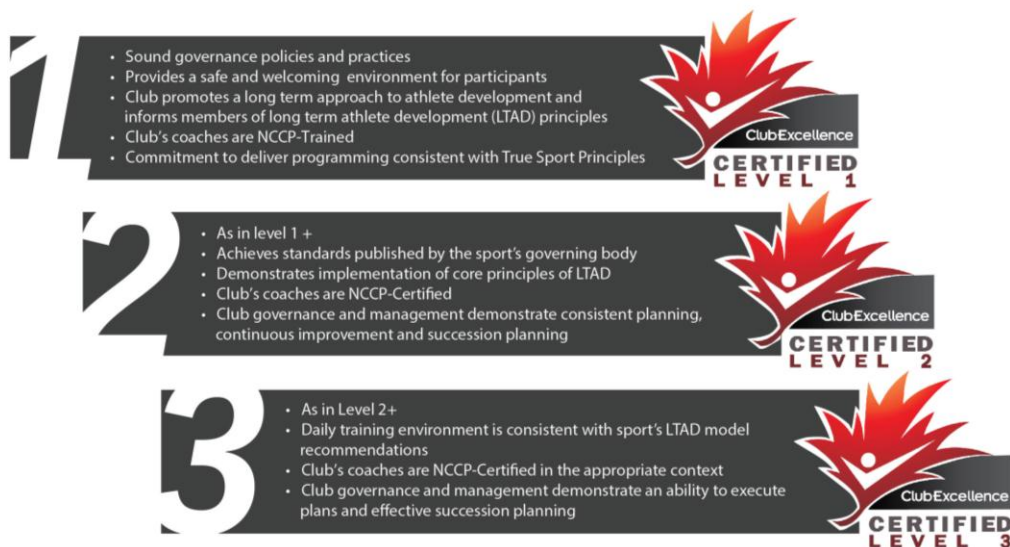 1
• Sound governance policies and practices
• Provides a safe and welcoming environment for participants
• Club promotes a long term approach to athlete development and
informs members of long term athlete development (LTAD) principles
• Club's coaches are NCCP-Trained
• Commitment to deliver programming consistent with True Sport Principles
ClubExcellence
CERTIFIED
LEVEL 1
2
• As in level 1 +
• Achieves standards published by the sport's governing body
• Demonstrates implementation of core principles of LTAD
• Club's coaches are NCCP-Certified
• Club governance and management demonstrate consistent planning,
continuous improvement and succession planning
ClubExcellence
CERTIFIED
LEVEL 2
3
• As in Level 2+
• Daily training environment is consistent with sport's LTAD model
recommendations
• Club's coaches are NCCP-Certified in the appropriate context
• Club governance and management demonstrate an ability to execute
plans and effective succession planning
ClubExcellence
CERTIFIED
LEVEL 3